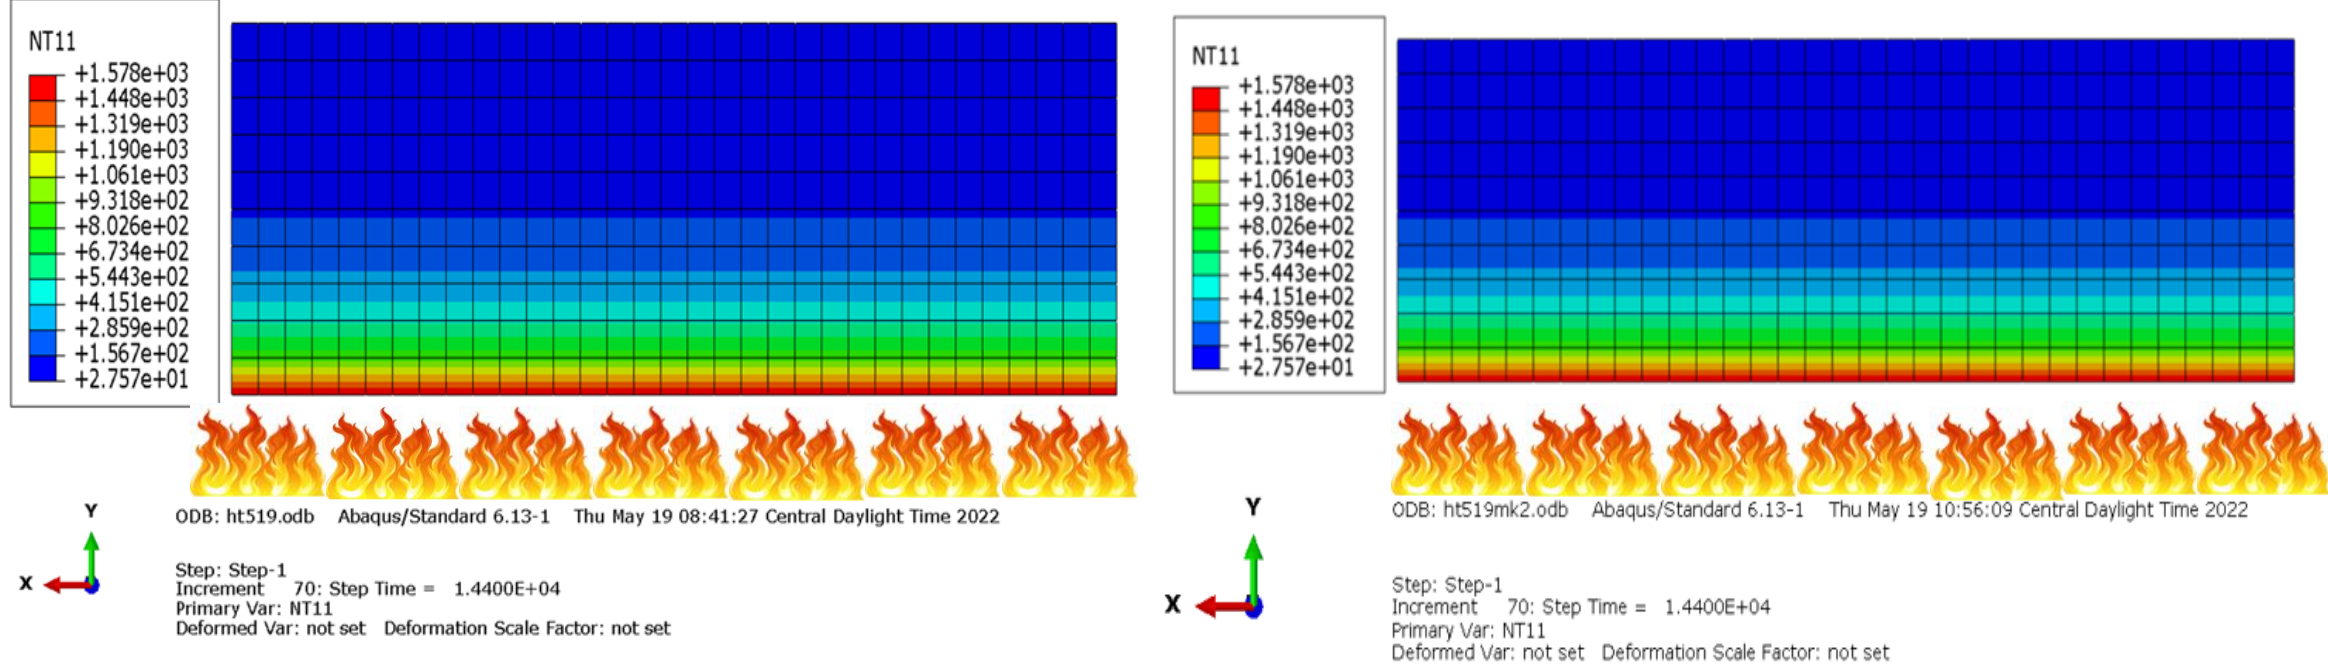 NT11
+1.578e+03
+1.448e+03
+1.319e+03
+1.190e+03
+1.061e+03
+9.318e+02
+8.026e+02
+6.734e+02
+5.443e+02
+4.151e+02
+2.859e+02
+1.567e+02
+2.757e+01
Y
X
ODB: ht519.odb Abaqus/Standard 6.13-1 Thu May 19 08:41:27 Central Daylight Time 2022
Step: Step-1
Increment 70: Step Time = 1.4400E+04
Primary Var: NT11
Deformed Var: not set Deformation Scale Factor: not set
NT11
+1.578e+03
+1.448e+03
+1.319e+03
+1.190e+03
+1.061e+03
+9.318e+02
+8.026e+02
+6.734e+02
+5.443e+02
+4.151e+02
+2.859e+02
+1.567e+02
+2.757e+01
Y
X
ODB: ht519mk2.odb Abaqus/Standard 6.13-1 Thu May 19 10:56:09 Central Daylight Time 2022
Step: Step-1
Increment 70: Step Time = 1.4400E+04
Primary Var: NT11
Deformed Var: not set Deformation Scale Factor: not set